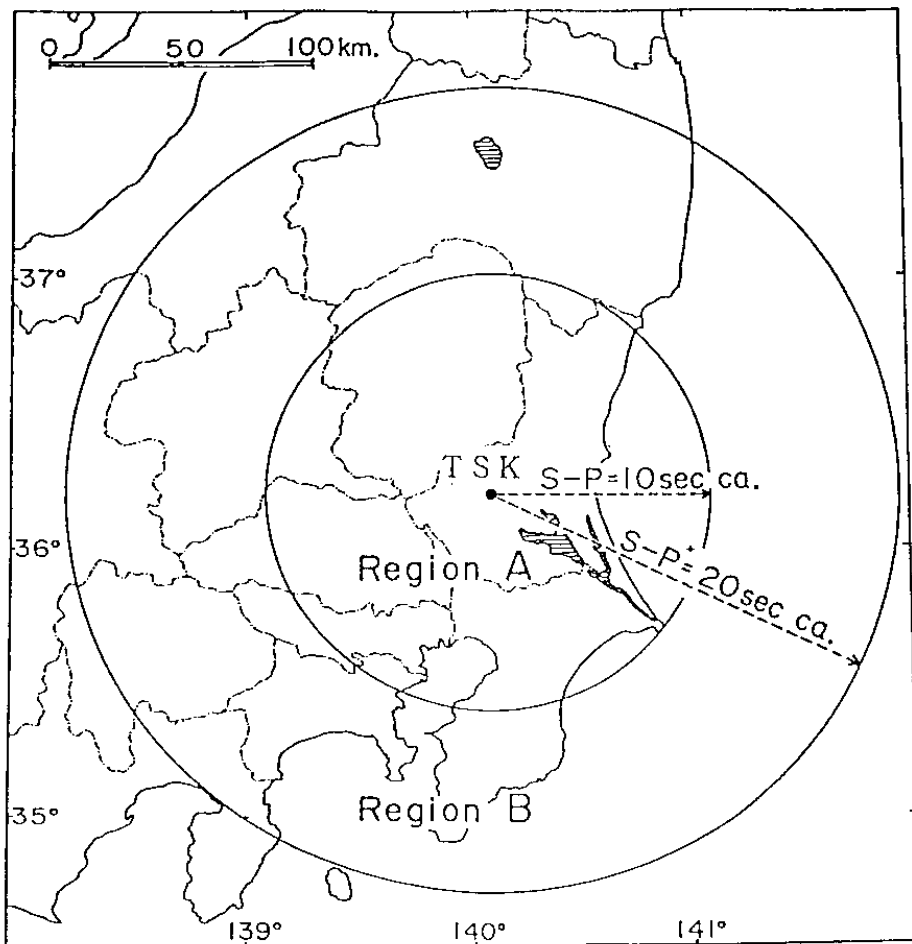 0 50 100km.
37°
TSK
S-P=10sec ca.
36°
Region A
S-P=20sec ca.
35°
Region B
139° 140° 141°